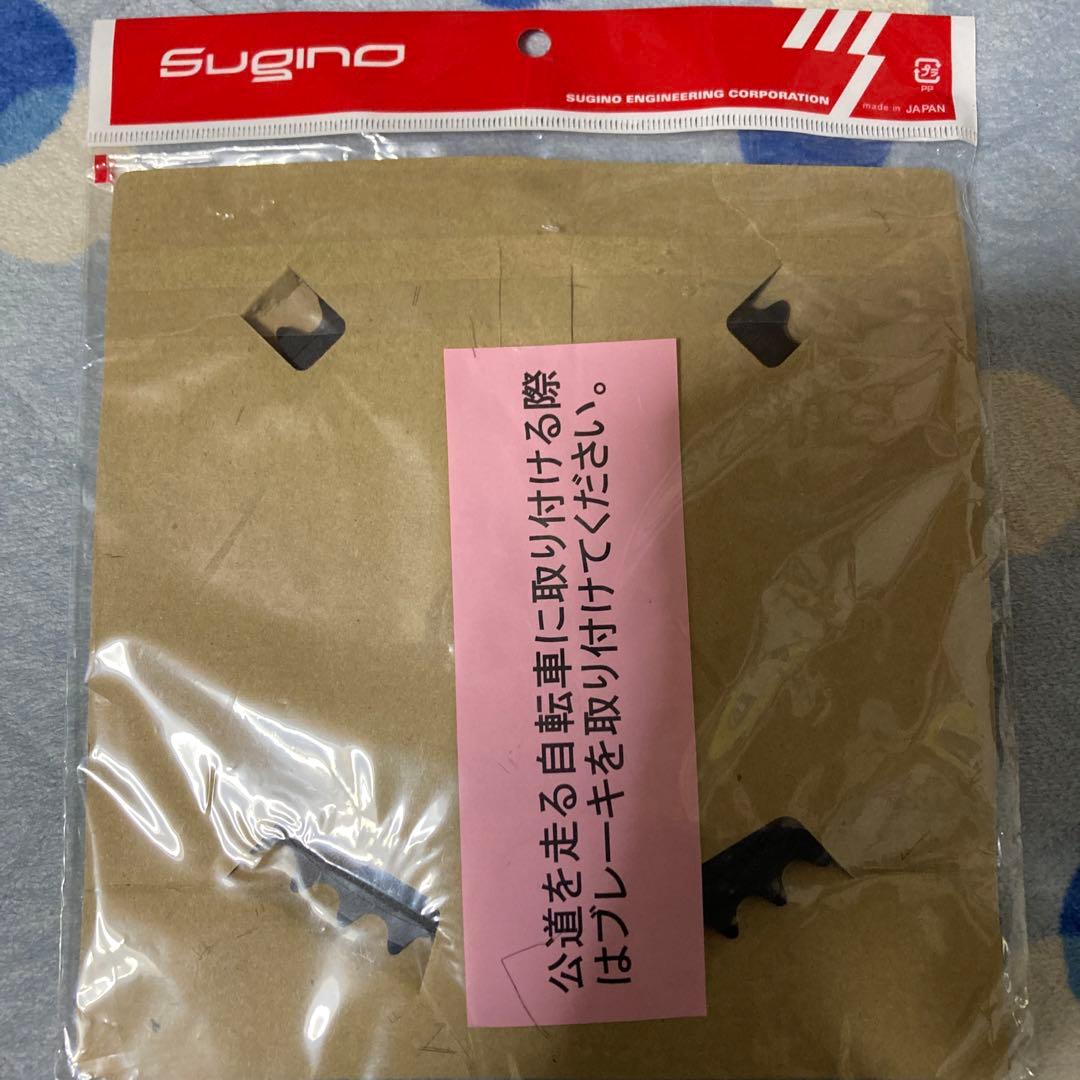 Sugino
SUGINO ENGINEERING CORPORATION
プラ
PP
made in JAPAN
公道を走る自転車に取り付ける際
はブレーキを取り付けてください。